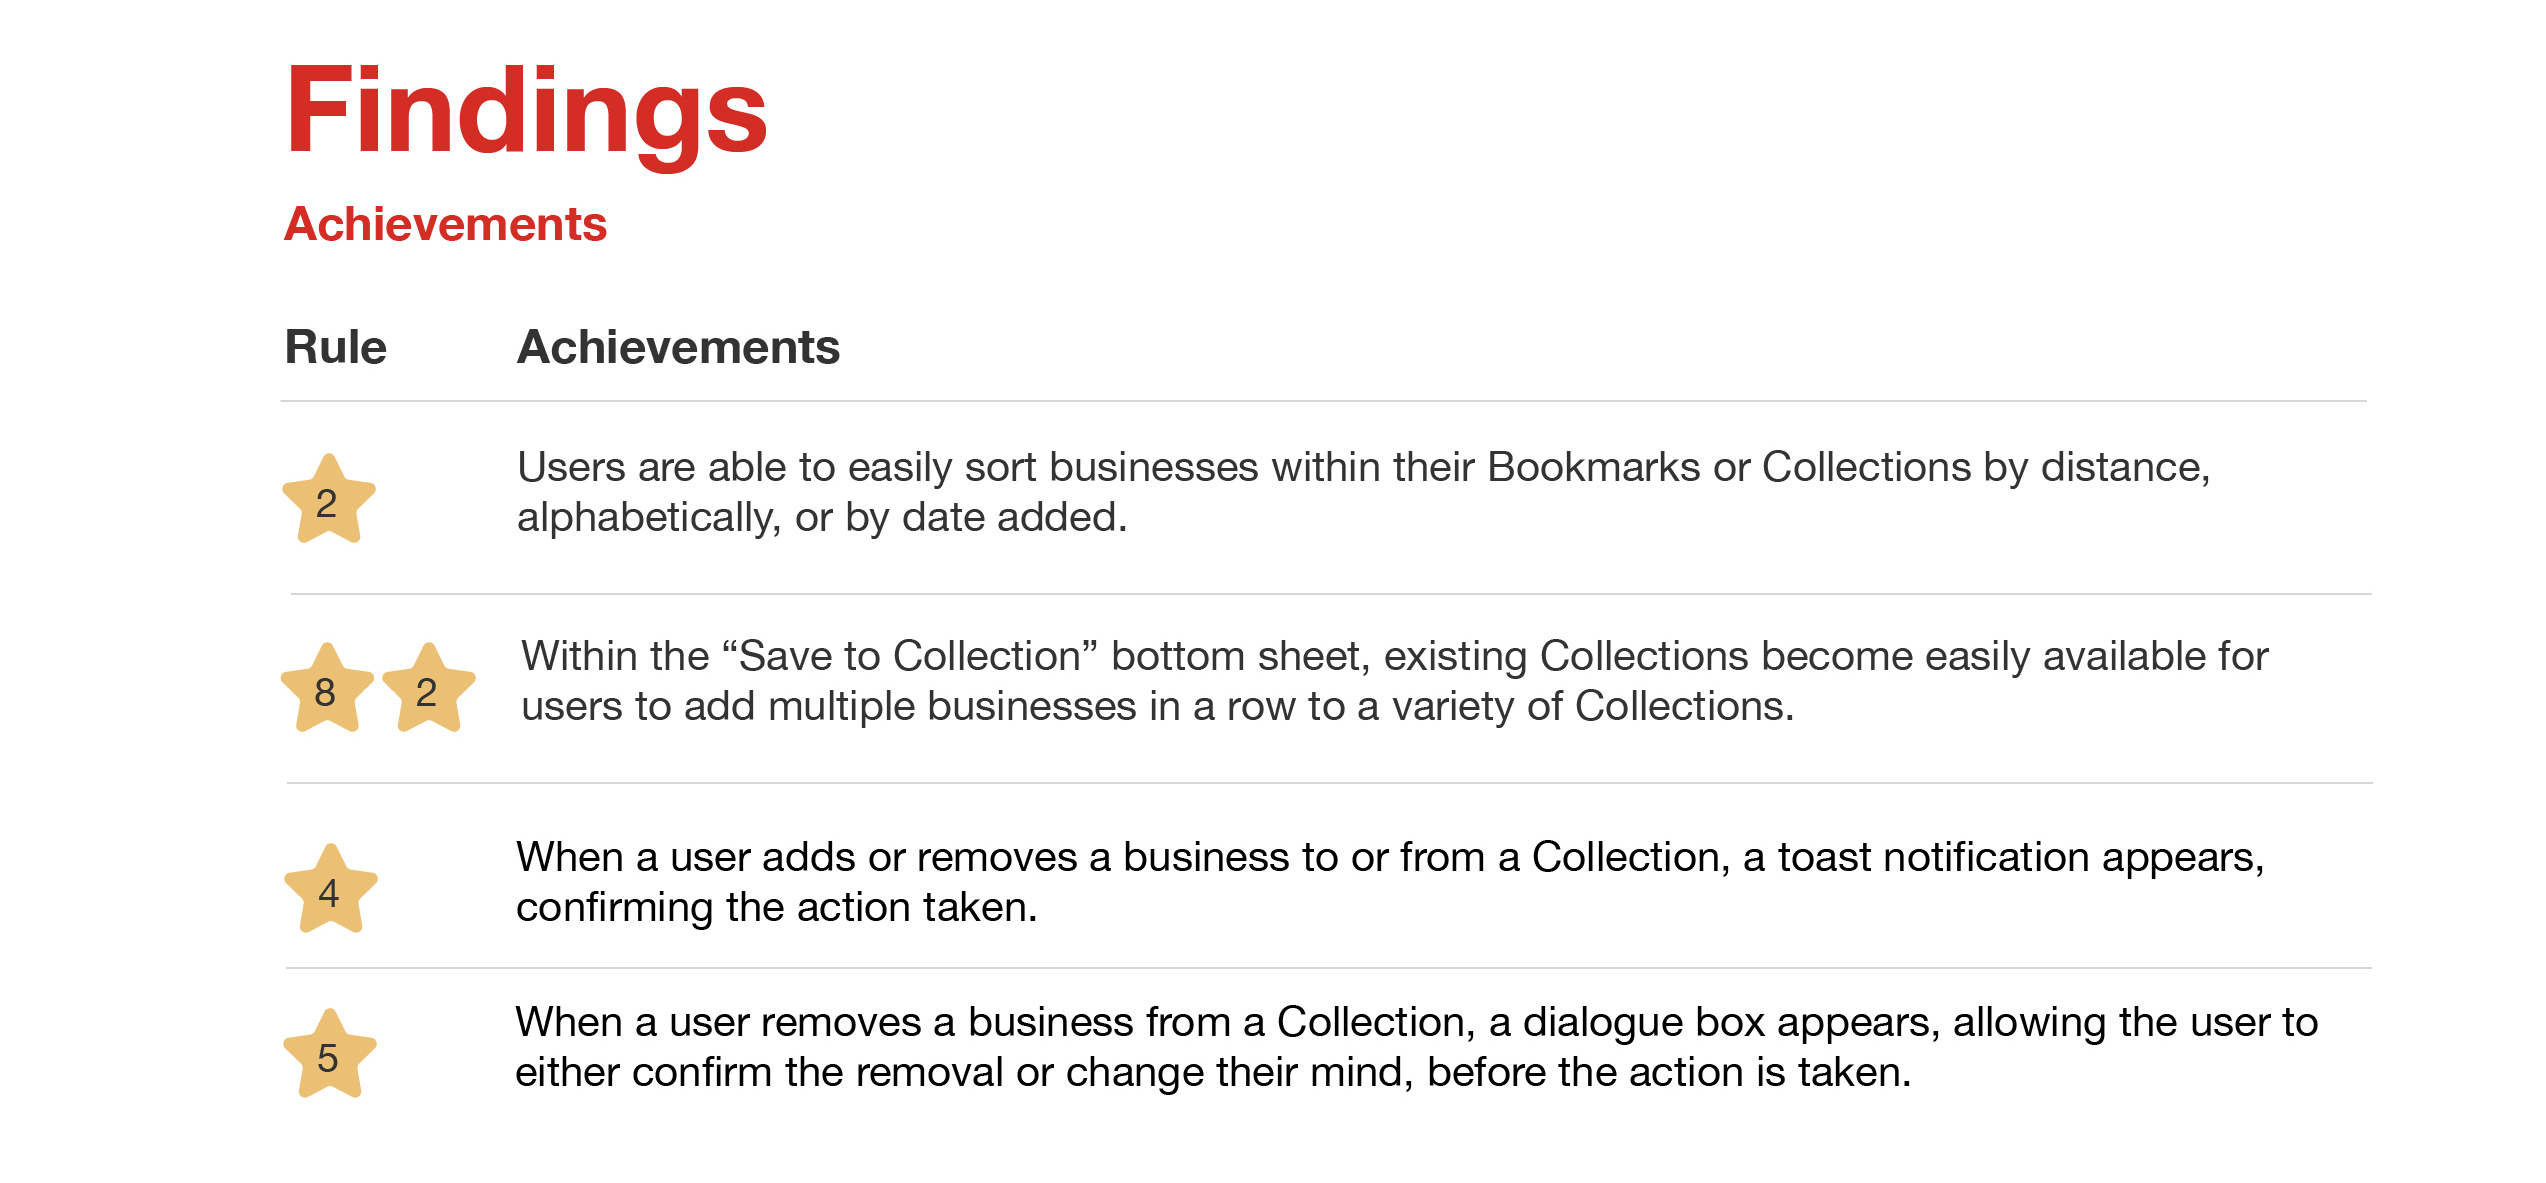 Findings
Achievements
Rule Achievements
2 Users are able to easily sort businesses within their Bookmarks or Collections by distance,
alphabetically, or by date added.
8 2 Within the “Save to Collection” bottom sheet, existing Collections become easily available for
users to add multiple businesses in a row to a variety of Collections.
4 When a user adds or removes a business to or from a Collection, a toast notification appears,
confirming the action taken.
5 When a user removes a business from a Collection, a dialogue box appears, allowing the user to
either confirm the removal or change their mind, before the action is taken.